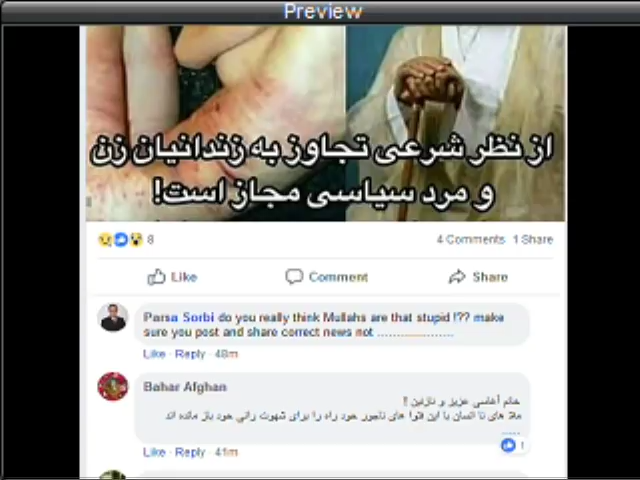 Preview
از نظر شرعی تجاوز به زندانیان زن
و مرد سیاسی مجاز است!
8
4 Comments 1 Share
Like Comment Share
Parsa Sorbi do you really think Mullahs are that stupid !?? make
sure you post and share correct news not .....................
Like · Reply · 48m
Bahar Afghan
خانم آغاسی عزیز و نازنین !!
ملا های نا انسان با این فتوا های ناجور خود راه را برای شهوت رانی خود باز مانده اند
.....
1
Like · Reply · 41m